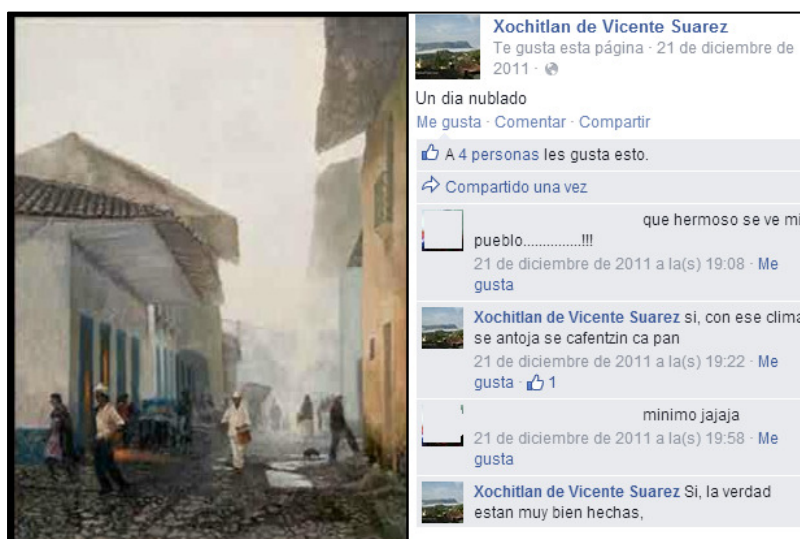 Xochitlan de Vicente Suarez
Te gusta esta página · 21 de diciembre de
2011 ·
Un dia nublado
Me gusta · Comentar · Compartir
A 4 personas les gusta esto.
Compartido una vez
que hermoso se ve mi
pueblo...............!!!
21 de diciembre de 2011 a la(s) 19:08 · Me
gusta
Xochitlan de Vicente Suarez si, con ese clima
se antoja se cafentzin ca pan
21 de diciembre de 2011 a la(s) 19:22 · Me
gusta · 1
minimo jajaja
21 de diciembre de 2011 a la(s) 19:58 · Me
gusta
Xochitlan de Vicente Suarez Si, la verdad
estan muy bien hechas,